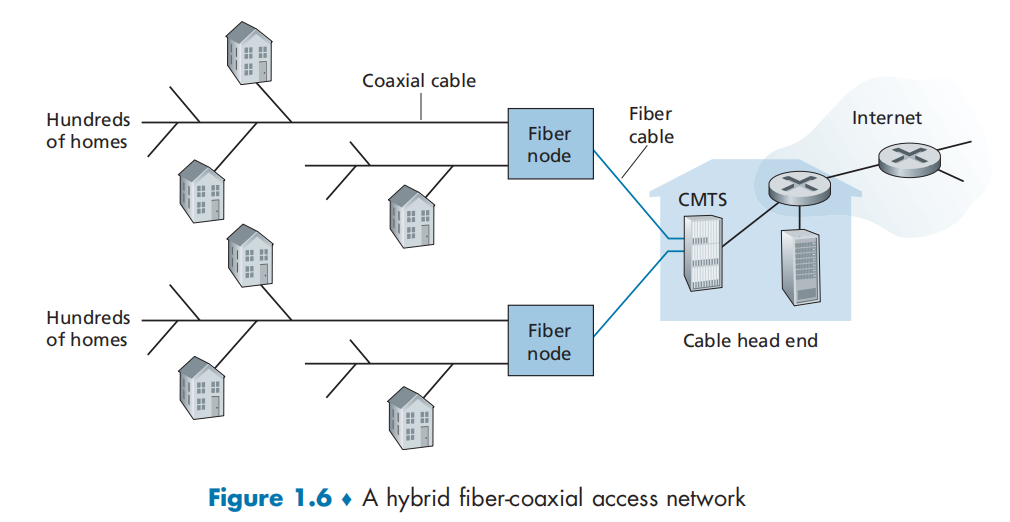 Coaxial cable
Hundreds
of homes
Fiber
node
Fiber
cable
Internet
CMTS
Hundreds
of homes
Fiber
node
Cable head end
Figure 1.6 ♦ A hybrid fiber-coaxial access network